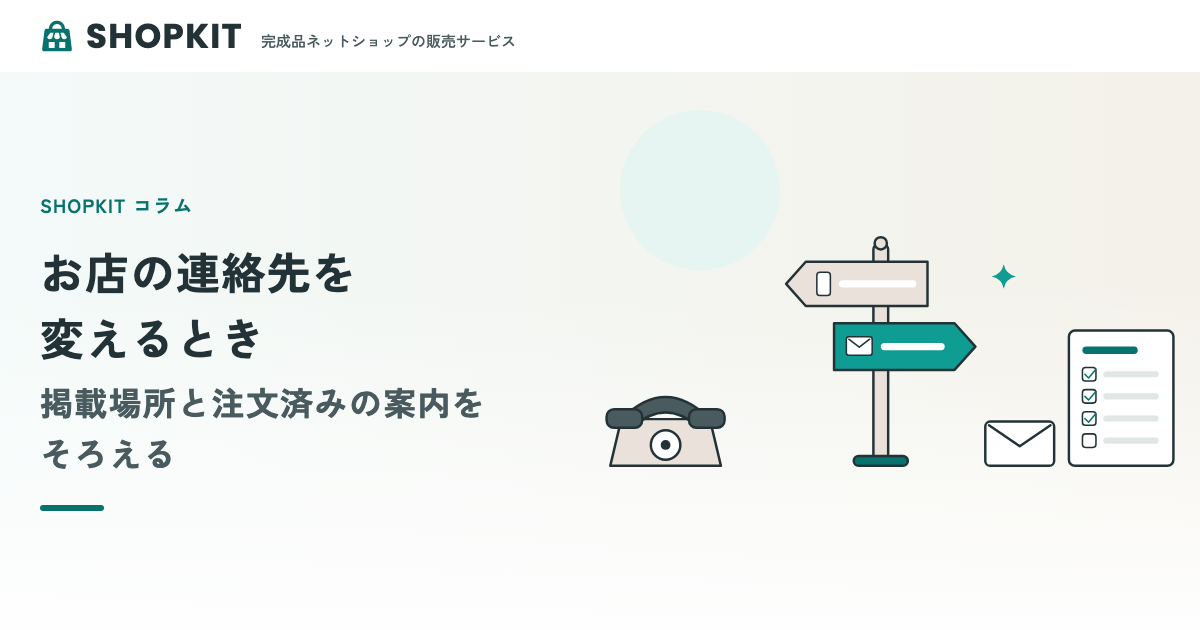 SHOPKIT 完成品ネットショップの販売サービス
SHOPKIT コラム
お店の連絡先を
変えるとき
掲載場所と注文済みの案内を
そろえる